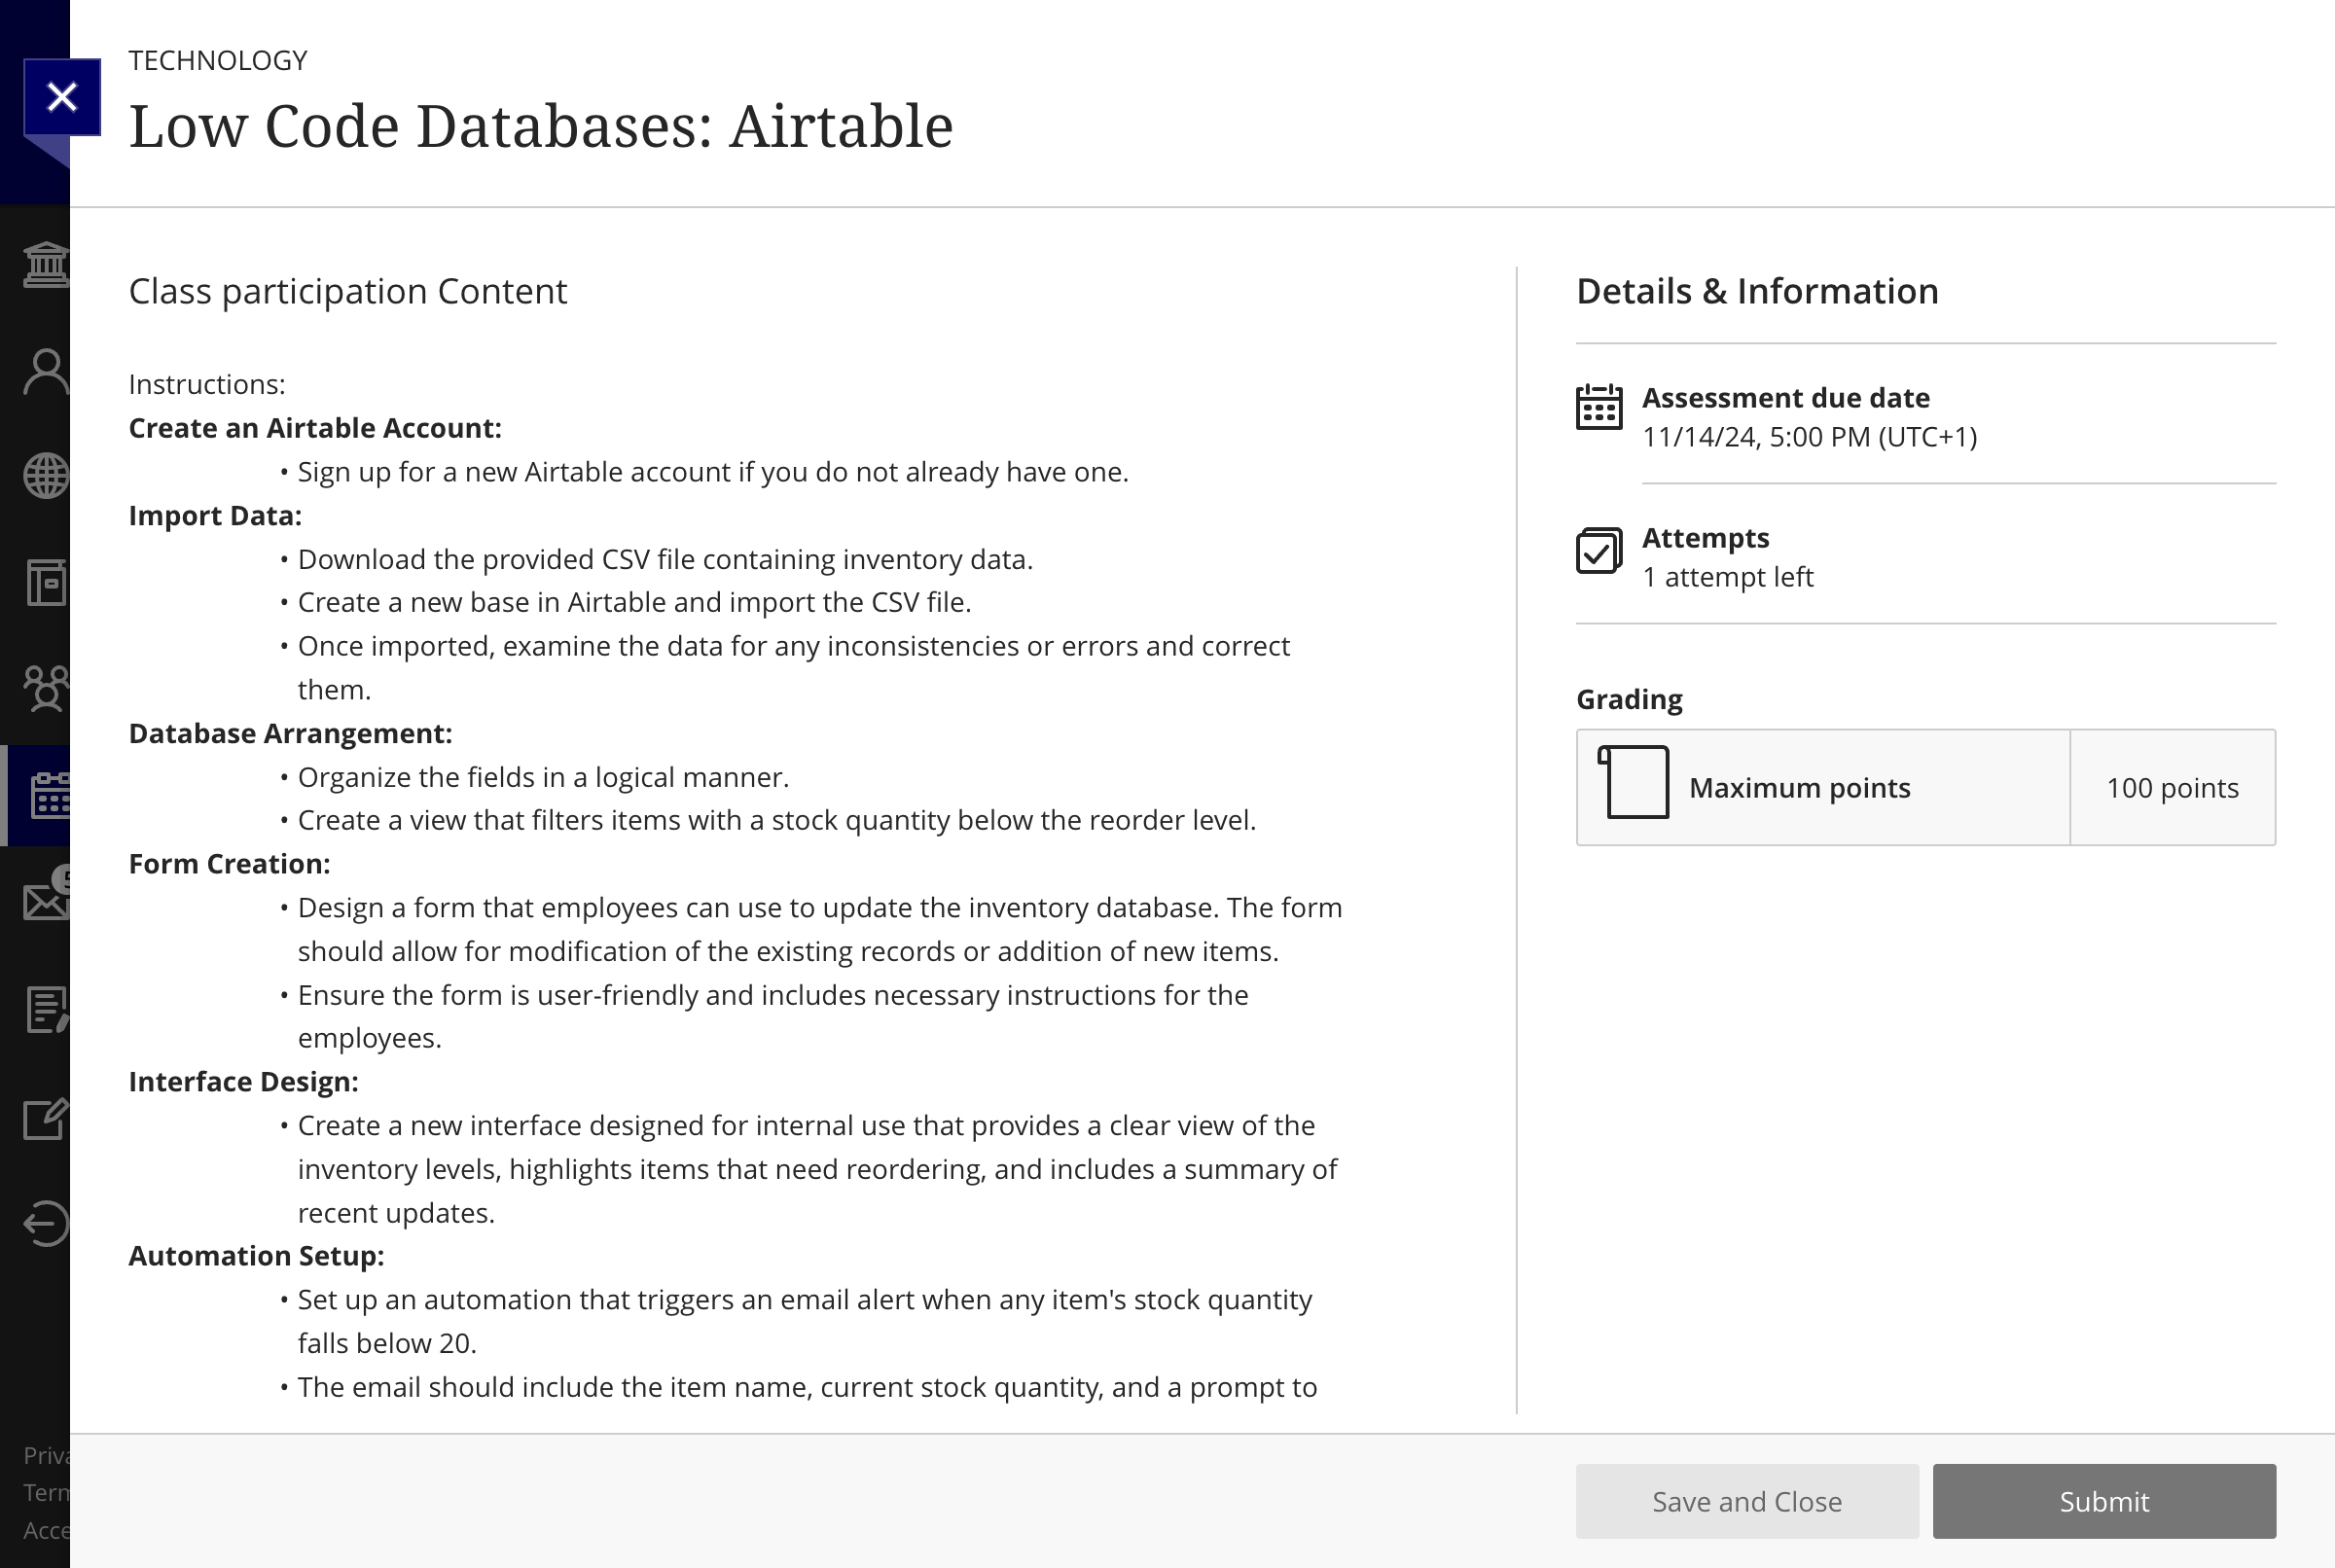 TECHNOLOGY
Low Code Databases: Airtable
Class participation Content
Instructions:
Create an Airtable Account:
• Sign up for a new Airtable account if you do not already have one.
Import Data:
• Download the provided CSV file containing inventory data.
• Create a new base in Airtable and import the CSV file.
• Once imported, examine the data for any inconsistencies or errors and correct
them.
Database Arrangement:
• Organize the fields in a logical manner.
• Create a view that filters items with a stock quantity below the reorder level.
Form Creation:
• Design a form that employees can use to update the inventory database. The form
should allow for modification of the existing records or addition of new items.
• Ensure the form is user-friendly and includes necessary instructions for the
employees.
Interface Design:
• Create a new interface designed for internal use that provides a clear view of the
inventory levels, highlights items that need reordering, and includes a summary of
recent updates.
Automation Setup:
• Set up an automation that triggers an email alert when any item's stock quantity
falls below 20.
• The email should include the item name, current stock quantity, and a prompt to
Details & Information
Assessment due date
11/14/24, 5:00 PM (UTC+1)
Attempts
1 attempt left
Grading
Maximum points
100 points
Priva
Term
Acce
Save and Close
Submit